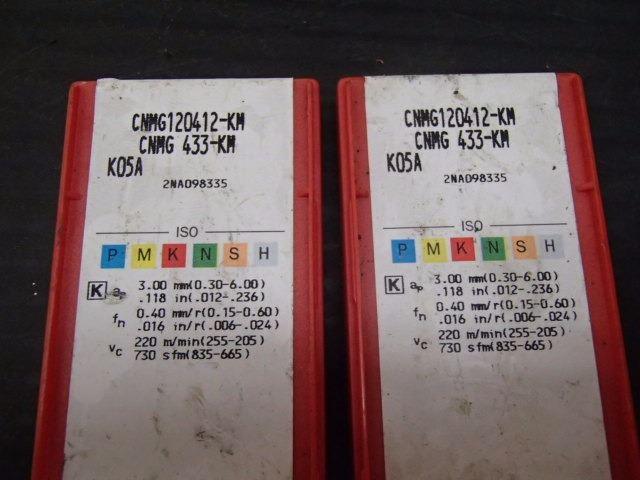 CNMG120412-KM
CNMG 433-KM
K05A
2NA098335
ISO
P M K N S H
K ap 3.00 mm(0.30-6.00)
.118 in(.012-.236)
fn 0.40 mm/r(0.15-0.60)
.016 in/r(.006-.024)
vc 220 m/min(255-205)
730 sfm(835-665)
CNMG120412-KM
CNMG 433-KM
K05A
2NA098335
ISO
P M K N S H
K ap 3.00 mm(0.30-6.00)
.118 in(.012-.236)
fn 0.40 mm/r(0.15-0.60)
.016 in/r(.006-.024)
vc 220 m/min(255-205)
730 sfm(835-665)